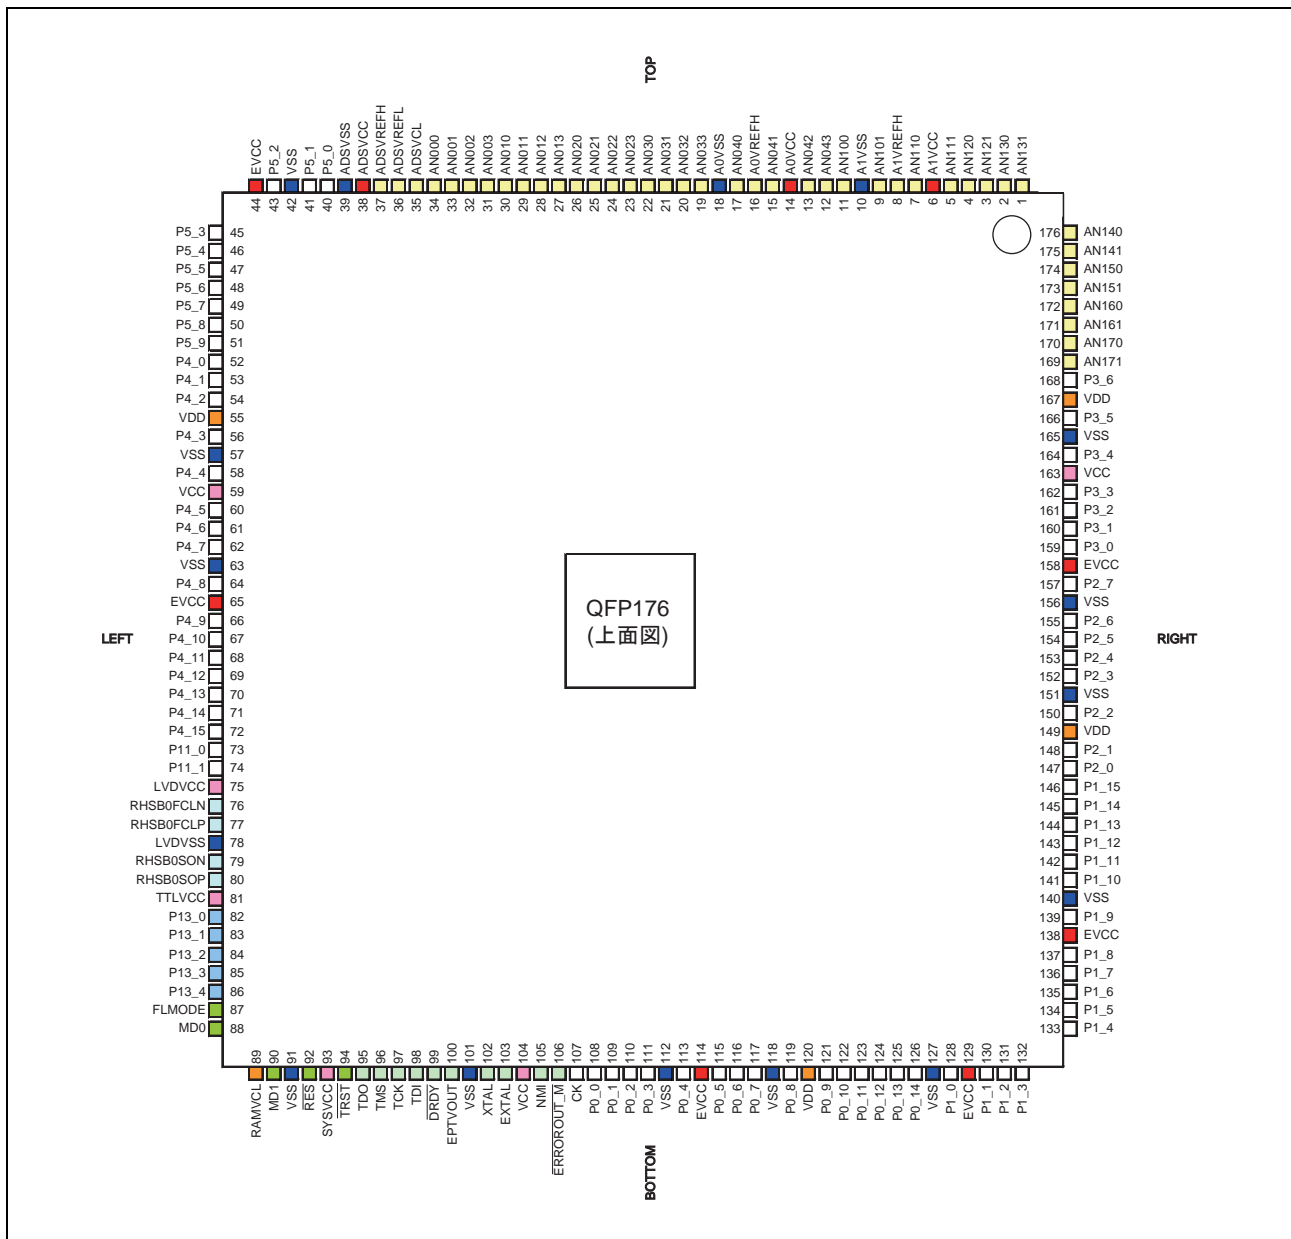 TOP
EVCC P5_2 VSS P5_1 P5_0 ADSVSS ADSVCC ADSVREFH ADSVREFL ADSVCL AN000 AN001 AN002 AN003 AN010 AN011 AN012 AN013 AN020 AN021 AN022 AN023 AN030 AN031 AN032 AN033 A0VSS AN040 A0VREFH AN041 A0VCC AN042 AN043 AN100 A1VSS AN101 A1VREFH AN110 A1VCC AN111 AN120 AN121 AN130 AN131
44 43 42 41 40 39 38 37 36 35 34 33 32 31 30 29 28 27 26 25 24 23 22 21 20 19 18 17 16 15 14 13 12 11 10 9 8 7 6 5 4 3 2 1
P5_3 45
P5_4 46
P5_5 47
P5_6 48
P5_7 49
P5_8 50
P5_9 51
P4_0 52
P4_1 53
P4_2 54
VDD 55
P4_3 56
VSS 57
P4_4 58
VCC 59
P4_5 60
P4_6 61
P4_7 62
VSS 63
P4_8 64
EVCC 65
P4_9 66
P4_10 67
P4_11 68
P4_12 69
P4_13 70
P4_14 71
P4_15 72
P11_0 73
P11_1 74
LVDVCC 75
RHSB0FCLN 76
RHSB0FCLP 77
LVDVSS 78
RHSB0SON 79
RHSB0SOP 80
TTLVCC 81
P13_0 82
P13_1 83
P13_2 84
P13_3 85
P13_4 86
FLMODE 87
MD0 88
LEFT
QFP176
(上面図)
176 AN140
175 AN141
174 AN150
173 AN151
172 AN160
171 AN161
170 AN170
169 AN171
168 P3_6
167 VDD
166 P3_5
165 VSS
164 P3_4
163 VCC
162 P3_3
161 P3_2
160 P3_1
159 P3_0
158 EVCC
157 P2_7
156 VSS
155 P2_6
154 P2_5
153 P2_4
152 P2_3
151 VSS
150 P2_2
149 VDD
148 P2_1
147 P2_0
146 P1_15
145 P1_14
144 P1_13
143 P1_12
142 P1_11
141 P1_10
140 VSS
139 P1_9
138 EVCC
137 P1_8
136 P1_7
135 P1_6
134 P1_5
133 P1_4
RIGHT
89 90 91 92 93 94 95 96 97 98 99 100 101 102 103 104 105 106 107 108 109 110 111 112 113 114 115 116 117 118 119 120 121 122 123 124 125 126 127 128 129 130 131 132
RAMVCL MD1 VSS RES SYSVCC TRST TDO TMS TCK TDI DRDY EPTVOUT VSS XTAL EXTAL VCC NMI ERROROUT_M CK P0_0 P0_1 P0_2 P0_3 VSS P0_4 EVCC P0_5 P0_6 P0_7 VSS P0_8 VDD P0_9 P0_10 P0_11 P0_12 P0_13 P0_14 VSS P1_0 EVCC P1_1 P1_2 P1_3
BOTTOM